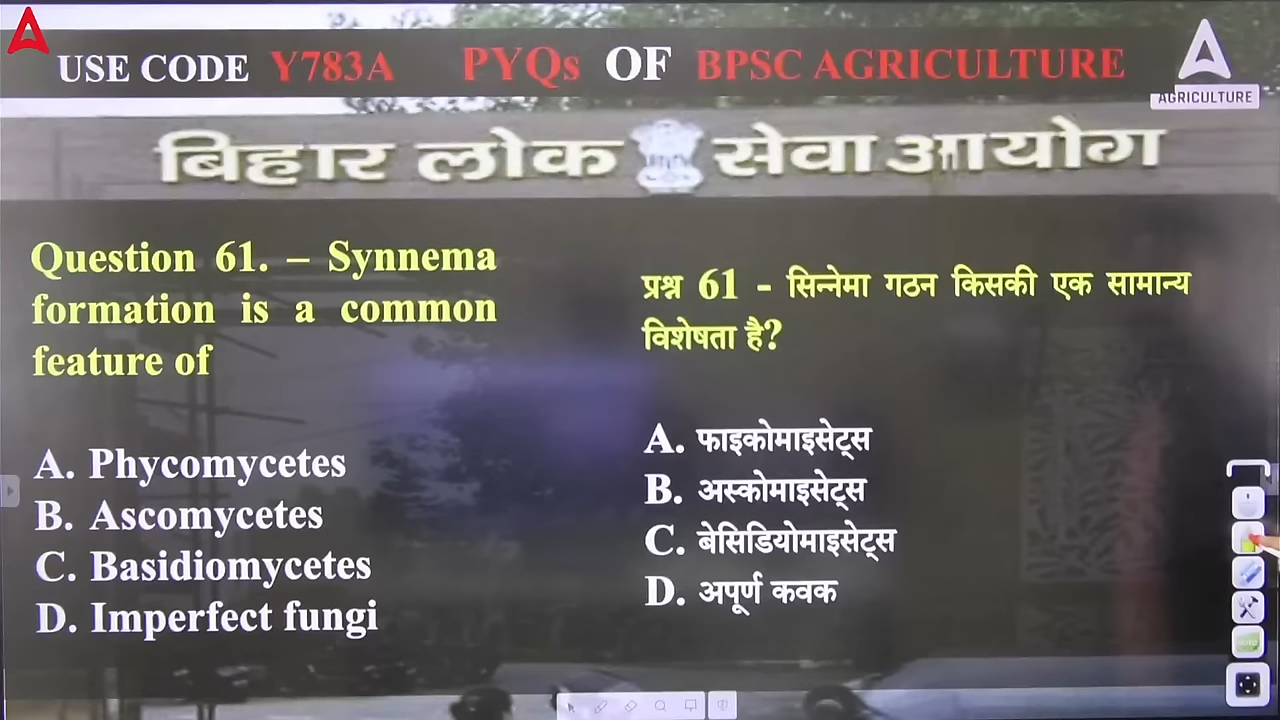 USE CODE Y783A PYQs OF BPSC AGRICULTURE
A
AGRICULTURE
बिहार लोक सेवा आयोग
Question 61. – Synnema
formation is a common
feature of
A. Phycomycetes
B. Ascomycetes
C. Basidiomycetes
D. Imperfect fungi
प्रश्न 61 - सिन्नेमा गठन किसकी एक सामान्य
विशेषता है?
A. फाइकोमाइसेट्स
B. अस्कोमाइसेट्स
C. बेसिडियोमाइसेट्स
D. अपूर्ण कवक